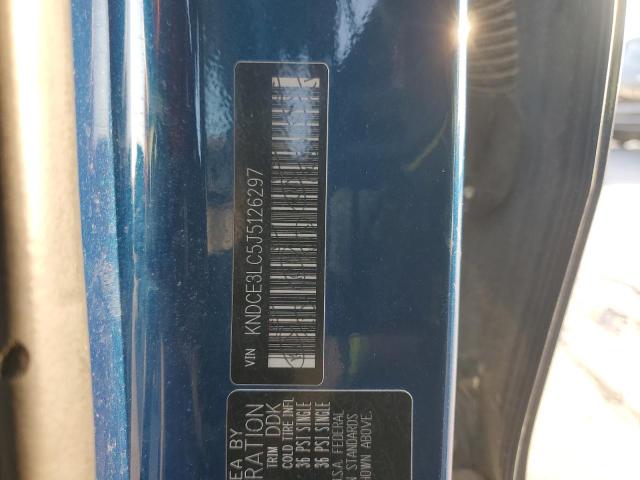 VIN KNDCE3LC5J5126297
EA BY
RATION
TRIM DDK
COLD TIRE INFL
36 PSI SINGLE
36 PSI SINGLE
S.A. FEDERAL
N STANDARDS
HOWN ABOVE.